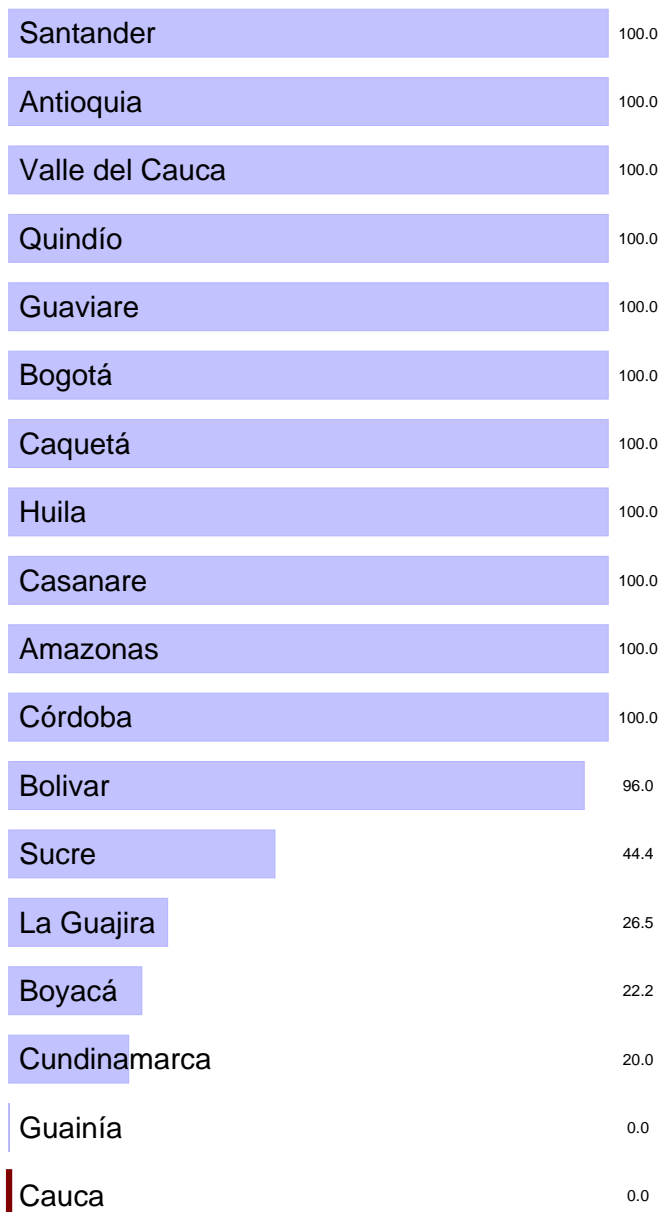 Santander 100.0
Antioquia 100.0
Valle del Cauca 100.0
Quindío 100.0
Guaviare 100.0
Bogotá 100.0
Caquetá 100.0
Huila 100.0
Casanare 100.0
Amazonas 100.0
Córdoba 100.0
Bolivar 96.0
Sucre 44.4
La Guajira 26.5
Boyacá 22.2
Cundinamarca 20.0
Guainía 0.0
Cauca 0.0